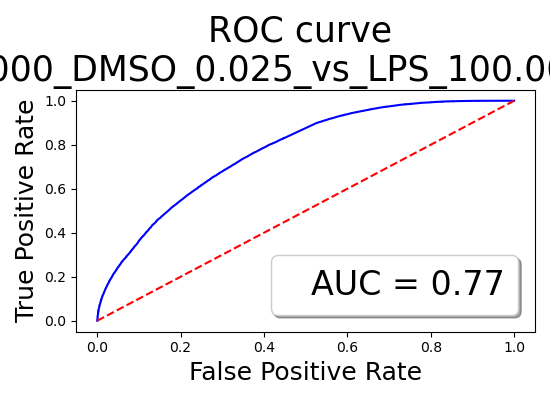 ROC curve
000_DMSO_0.025_vs_LPS_100.00
True Positive Rate
1.0
0.8
0.6
0.4
0.2
0.0
AUC = 0.77
0.0 0.2 0.4 0.6 0.8 1.0
False Positive Rate